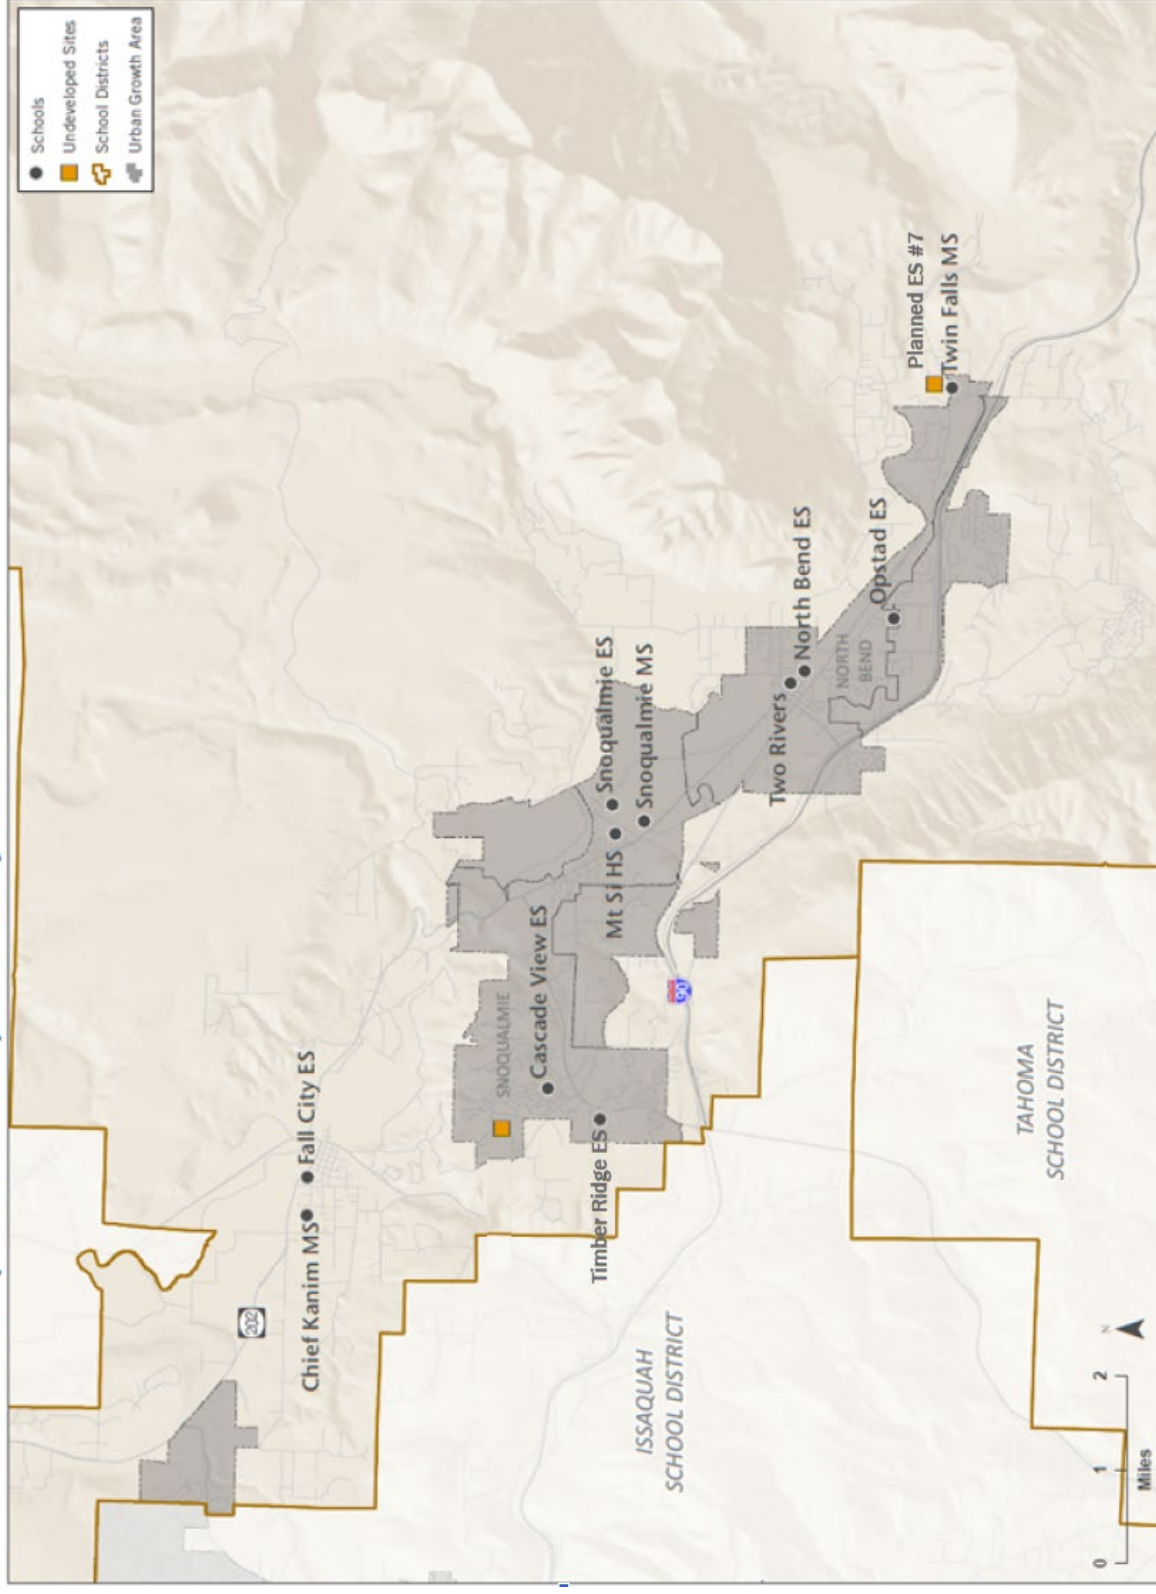 Schools
Undeveloped Sites
School Districts
Urban Growth Area
202
Chief Kanim MS
Fall City ES
SNOQUALMIE
Cascade View ES
Timber Ridge ES
Mt Si HS
Snoqualmie ES
Snoqualmie MS
90
Two Rivers
North Bend ES
NORTH
BEND
Opstad ES
Planned ES #7
Twin Falls MS
ISSAQUAH
SCHOOL DISTRICT
TAHOMA
SCHOOL DISTRICT
N
0 1 2
Miles